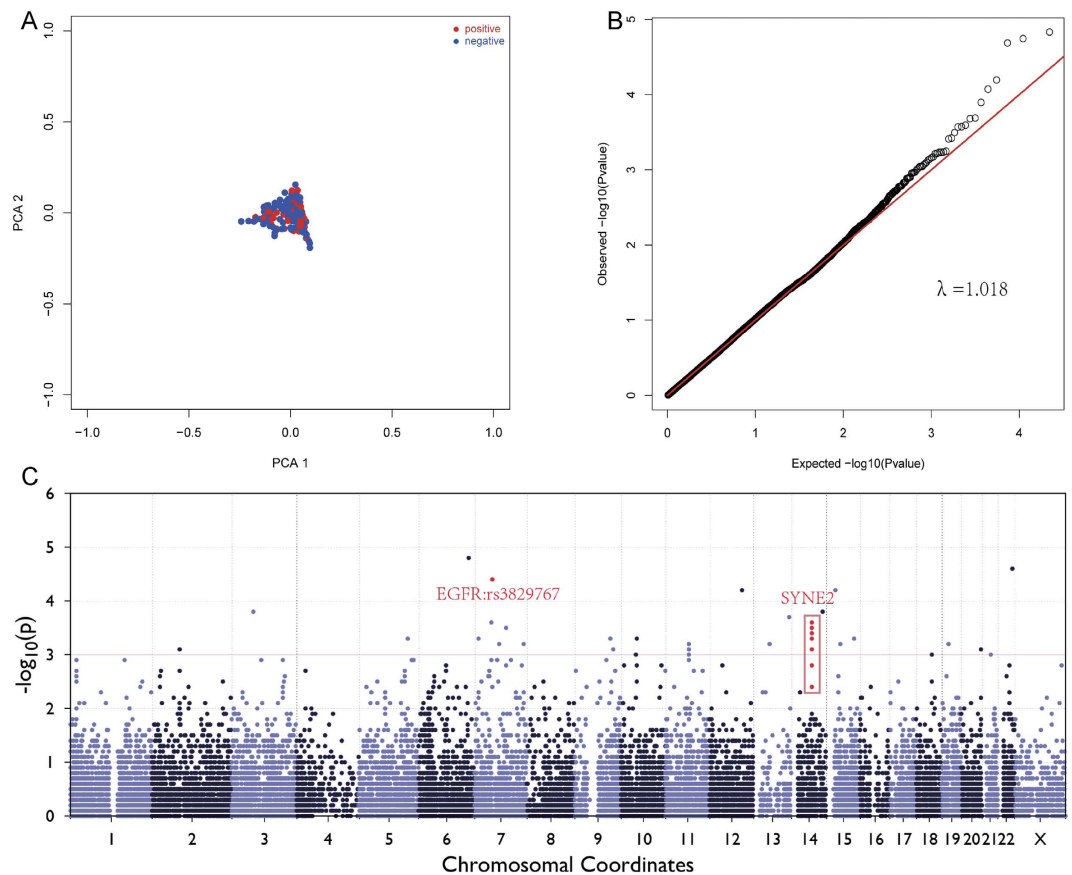 A
positive
negative
1.0
0.5
0.0
−0.5
−1.0
PCA 2
−1.0
−0.5
0.0
0.5
1.0
PCA 1
B
5
4
3
2
1
0
Observed −log10(Pvalue)
λ =1.018
0
1
2
3
4
Expected −log10(Pvalue)
C
6
5
4
3
2
1
0
-log10(p)
EGFR:rs3829767
SYNE2
1 2 3 4 5 6 7 8 9 10 11 12 13 14 15 16 17 18 19 20 21 22 X
Chromosomal Coordinates